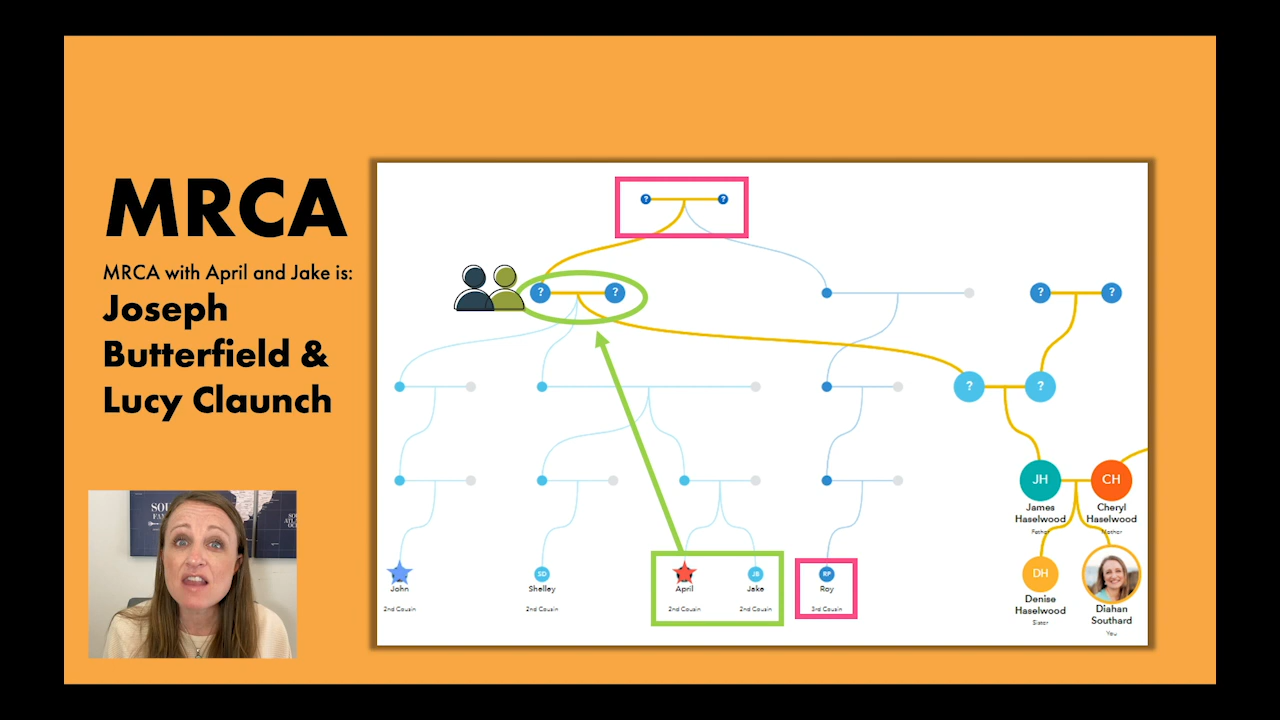 MRCA
MRCA with April and Jake is:
Joseph
Butterfield &
Lucy Claunch
?
?
?
?
?
?
?
?
JH
CH
James
Haselwood
Father
Cheryl
Haselwood
Mother
SD
JB
RP
DH
John
2nd Cousin
Shelley
2nd Cousin
April
2nd Cousin
Jake
2nd Cousin
Roy
3rd Cousin
Denise
Haselwood
Sister
Diahan
Southard
You